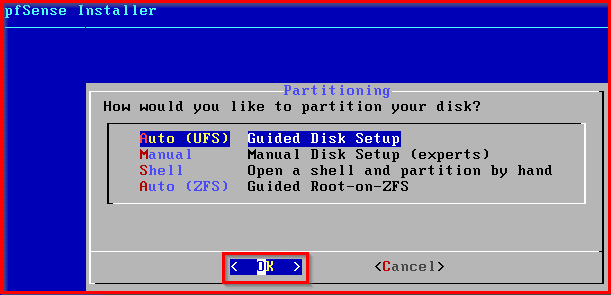 pfSense Installer
Partitioning
How would you like to partition your disk?
Auto (UFS) Guided Disk Setup
Manual Manual Disk Setup (experts)
Shell Open a shell and partition by hand
Auto (ZFS) Guided Root-on-ZFS
< OK > <Cancel>